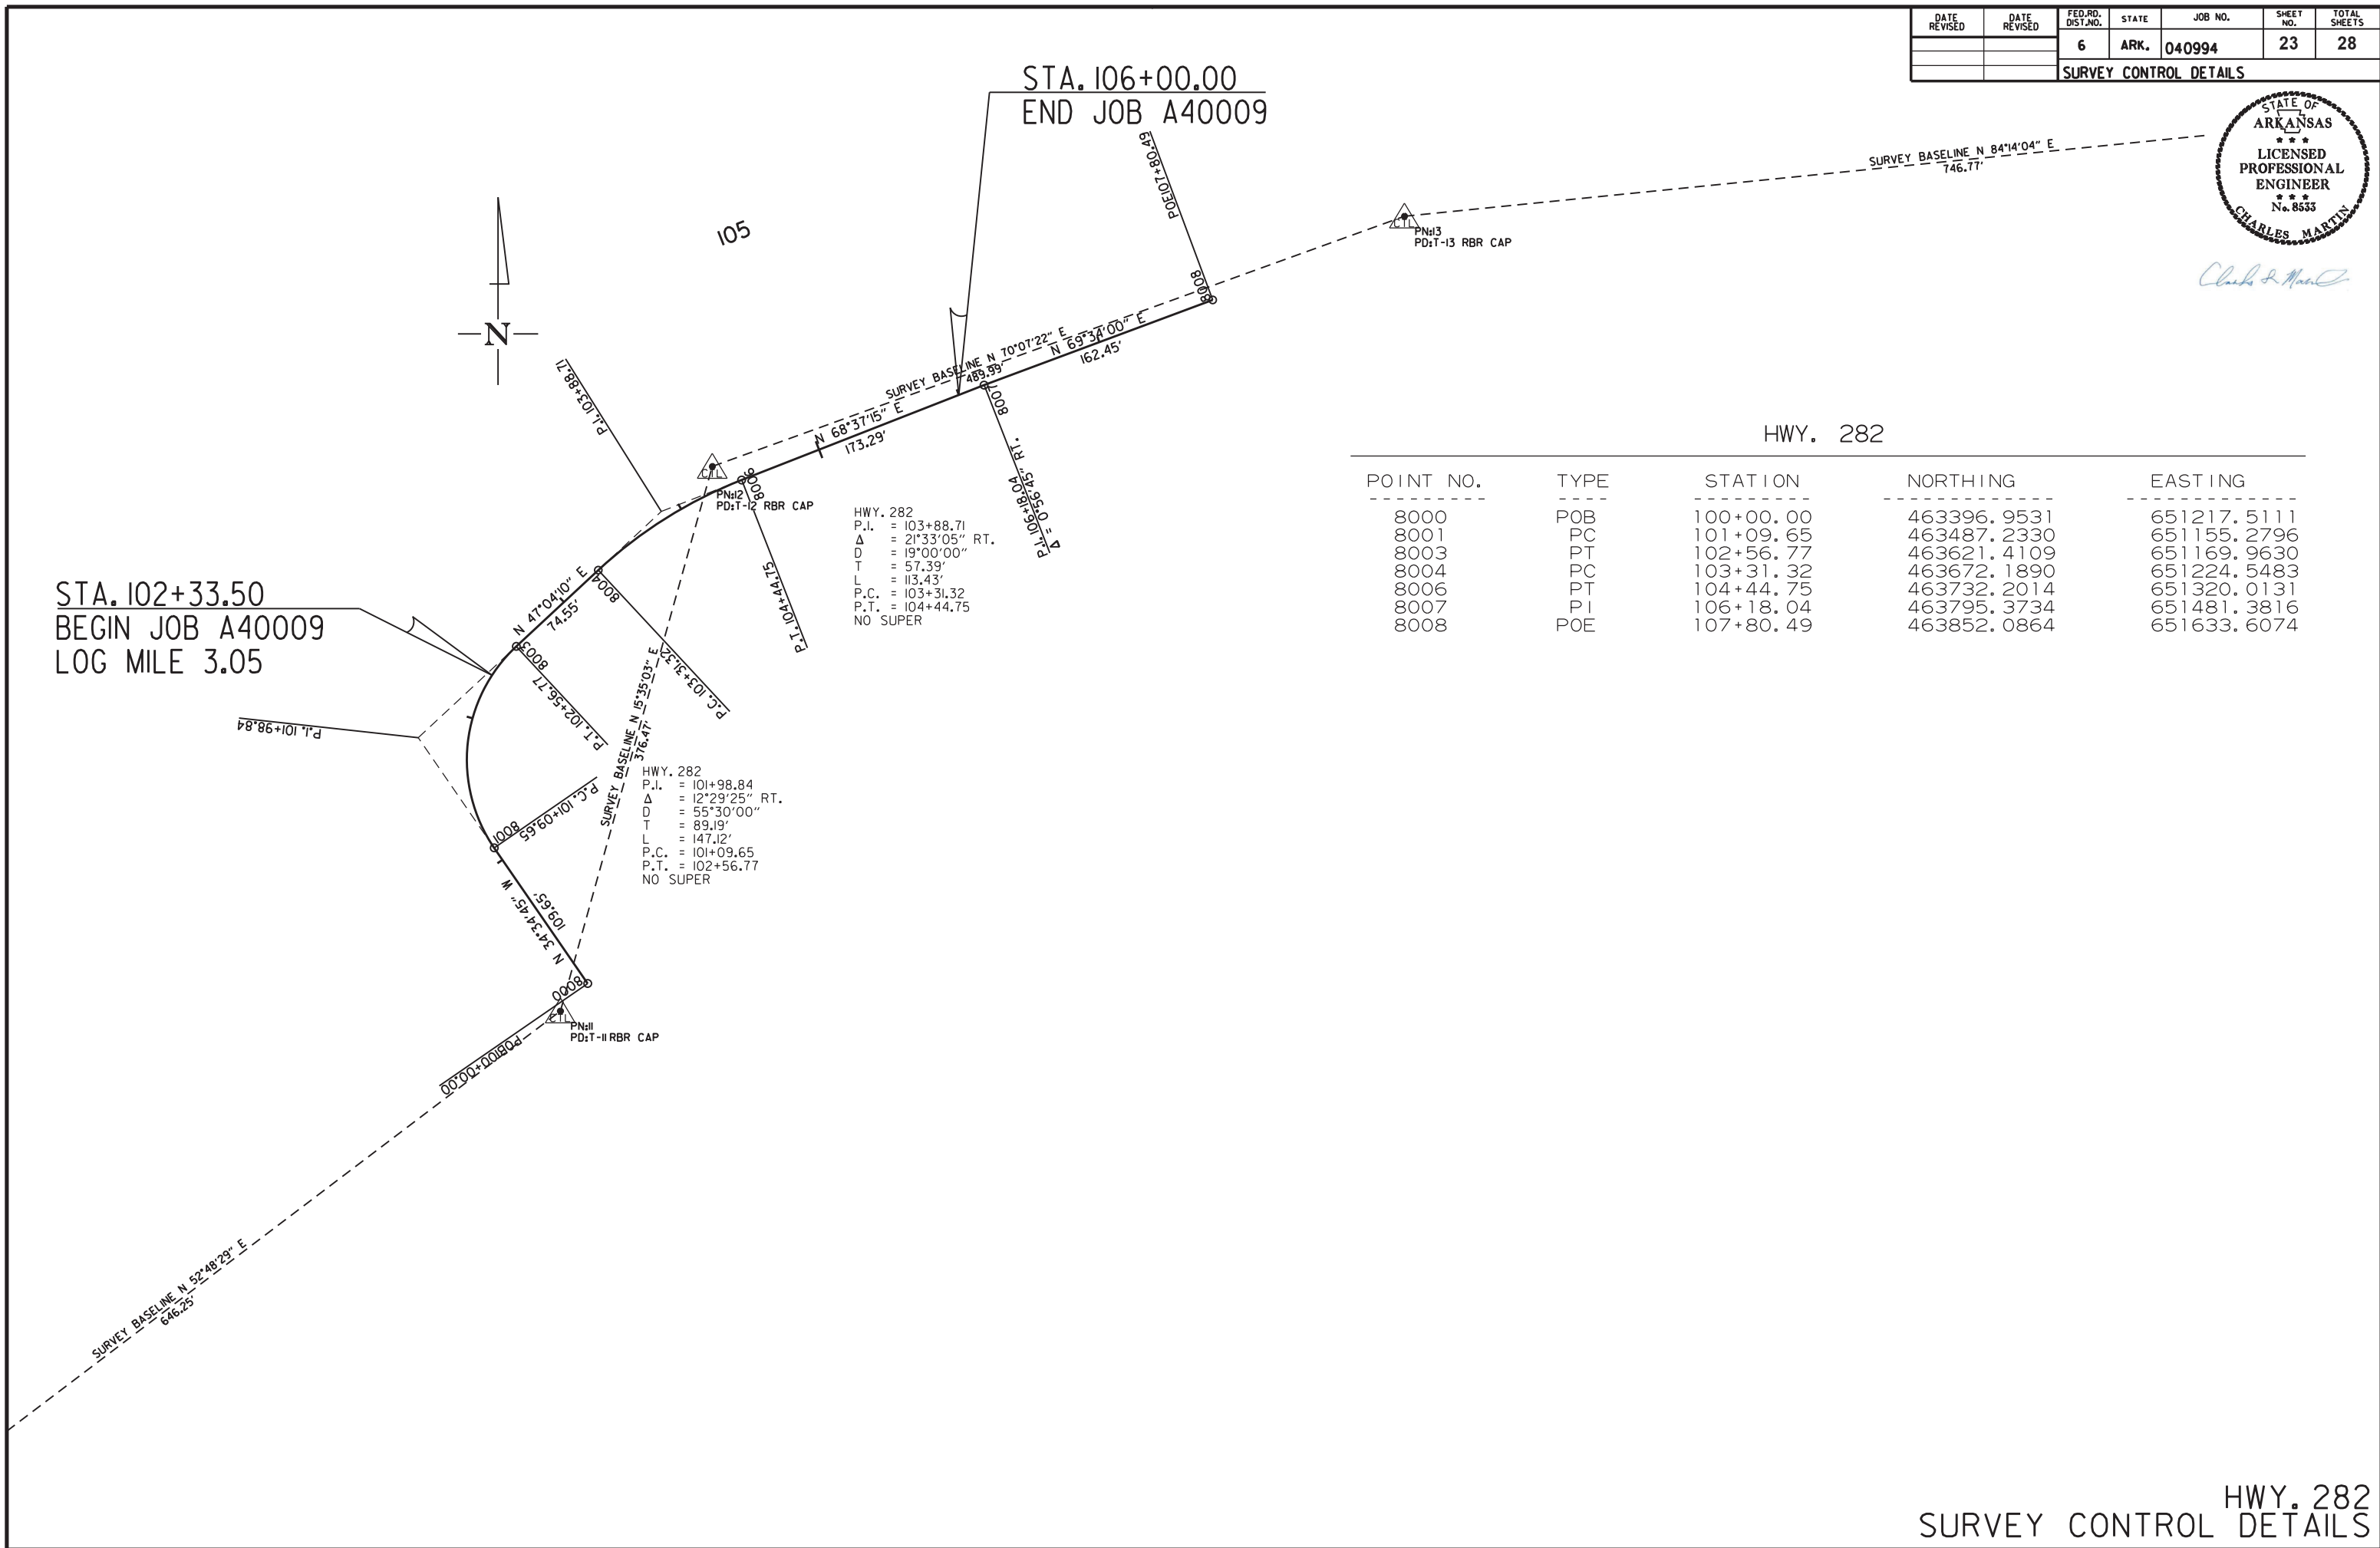 DATE REVISED
DATE REVISED
FED.RD. DIST.NO.
STATE
JOB NO.
SHEET NO.
TOTAL SHEETS
6
ARK.
040994
23
28
SURVEY CONTROL DETAILS
STATE OF
ARKANSAS
* * *
LICENSED
PROFESSIONAL
ENGINEER
* * *
No. 8533
CHARLES MARTIN
STA. 106+00.00
END JOB A40009
POE107+80.49
SURVEY BASELINE N 84°14'04" E
746.77'
PN:13
PD:T-13 RBR CAP
CTL
105
N
8008
SURVEY BASELINE N 70°07'22" E
489.99'
N 69°34'00" E
162.45'
8007
P.I. 103+88.71
N 68°37'15" E
173.29'
P.I. 106+18.04
Δ = 0°56'45" RT.
CTL
PN:12
PD:T-12 RBR CAP
8006
P.T. 104+44.75
HWY. 282
P.I. = 103+88.71
Δ = 21°33'05" RT.
D = 19°00'00"
T = 57.39'
L = 113.43'
P.C. = 103+31.32
P.T. = 104+44.75
NO SUPER
HWY. 282
POINT NO. TYPE STATION NORTHING EASTING
8000 POB 100+00.00 463396.9531 651217.5111
8001 PC 101+09.65 463487.2330 651155.2796
8003 PT 102+56.77 463621.4109 651169.9630
8004 PC 103+31.32 463672.1890 651224.5483
8006 PT 104+44.75 463732.2014 651320.0131
8007 PI 106+18.04 463795.3734 651481.3816
8008 POE 107+80.49 463852.0864 651633.6074
STA. 102+33.50
BEGIN JOB A40009
LOG MILE 3.05
N 47°04'10" E
74.55'
8004
8003
P.C. 103+31.32
P.T. 102+56.77
P.I. 101+98.84
SURVEY BASELINE N 15°35'03" E
376.47'
HWY. 282
P.I. = 101+98.84
Δ = 12°29'25" RT.
D = 55°30'00"
T = 89.19'
L = 147.12'
P.C. = 101+09.65
P.T. = 102+56.77
NO SUPER
P.C. 101+09.65
8001
N 34°34'45" W
109.65'
8000
CTL
PN:11
PD:T-11 RBR CAP
POB100+00.00
SURVEY BASELINE N 52°48'29" E
646.25'
HWY. 282
SURVEY CONTROL DETAILS